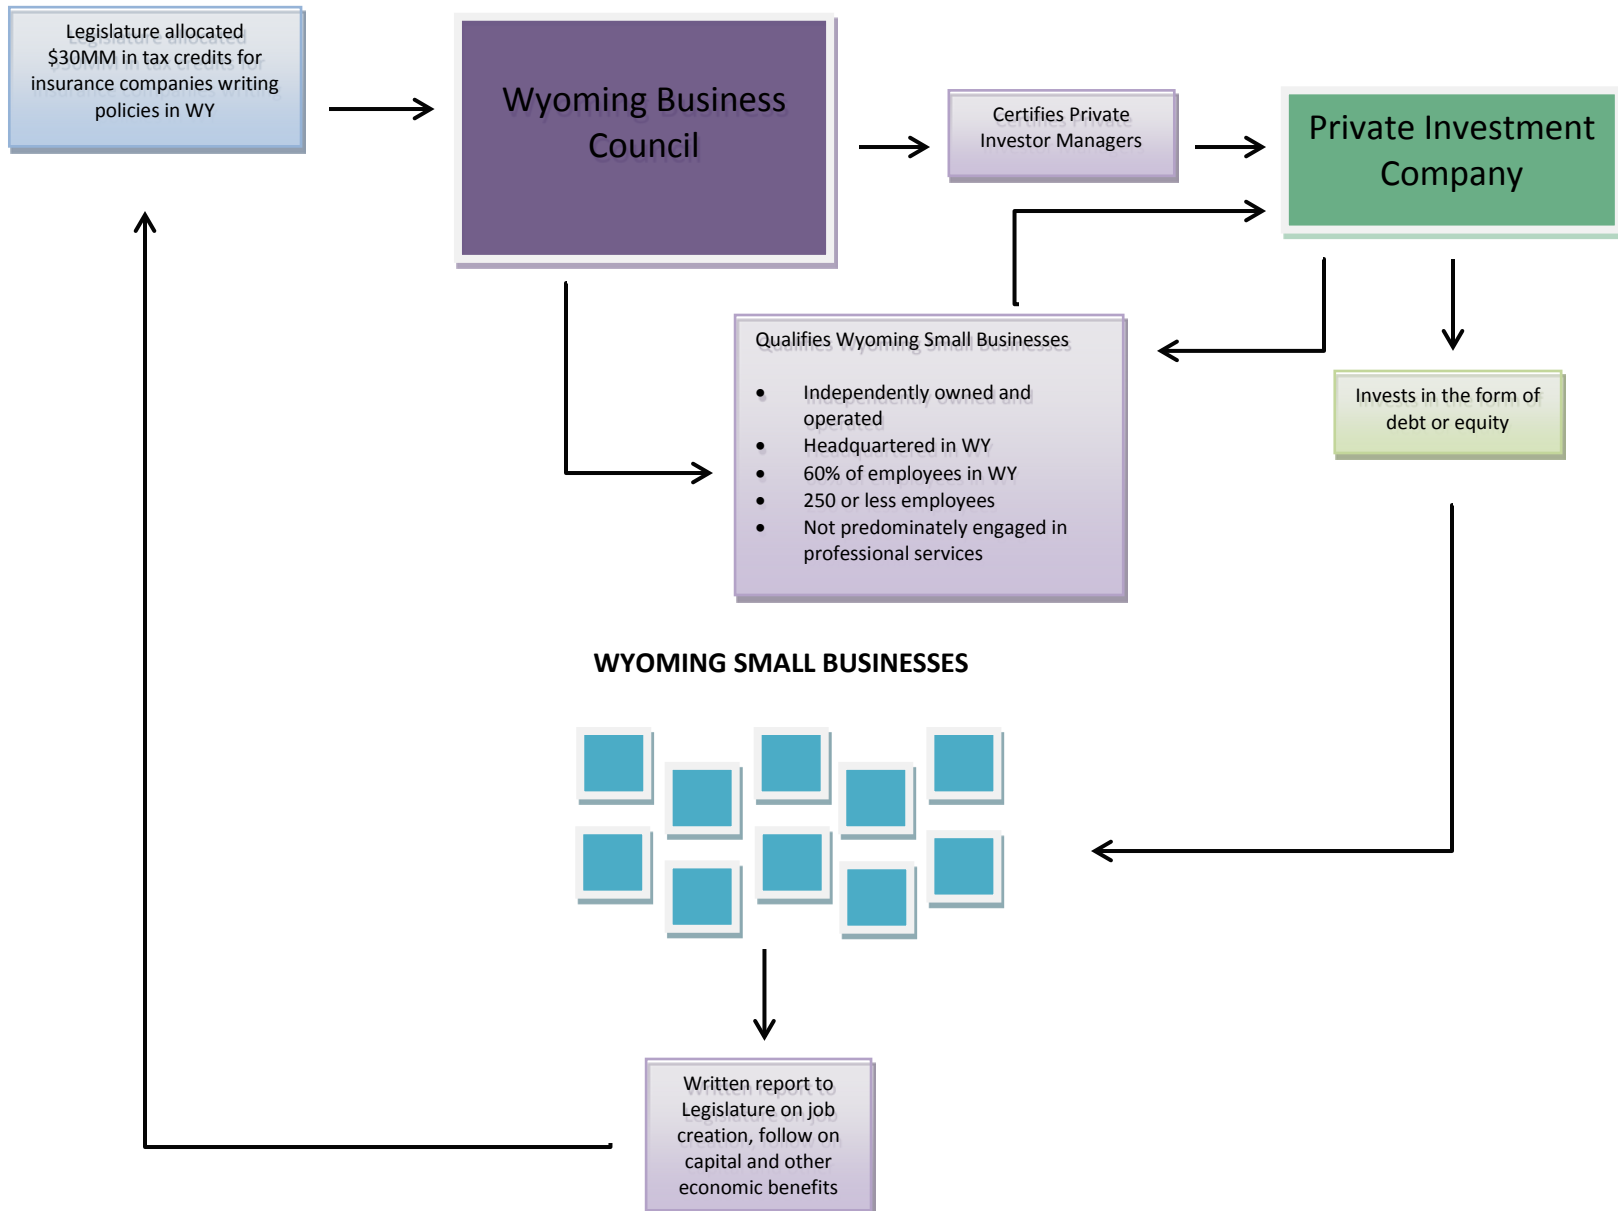 Legislature allocated
$30MM in tax credits for
insurance companies writing
policies in WY
Wyoming Business
Council
Certifies Private
Investor Managers
Private Investment
Company
Qualifies Wyoming Small Businesses
• Independently owned and
operated
• Headquartered in WY
• 60% of employees in WY
• 250 or less employees
• Not predominately engaged in
professional services
Invests in the form of
debt or equity
WYOMING SMALL BUSINESSES
Written report to
Legislature on job
creation, follow on
capital and other
economic benefits